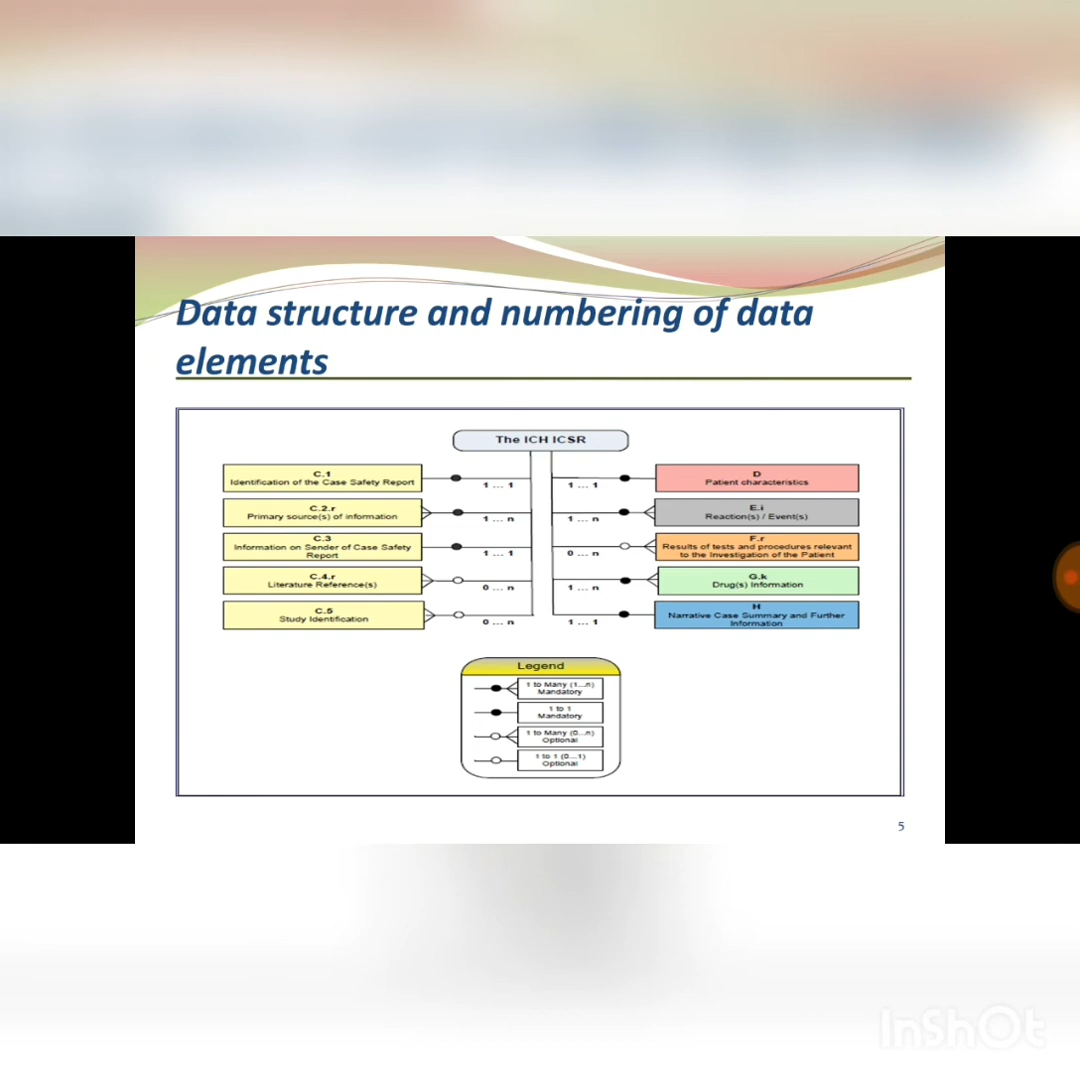 Data structure and numbering of data
elements
The ICH ICSR
C.1
Identification of the Case Safety Report
1 ... 1
C.2.r
Primary source(s) of information
1 ... n
C.3
Information on Sender of Case Safety
Report
1 ... 1
C.4.r
Literature Reference(s)
0 ... n
C.5
Study Identification
0 ... n
1 ... 1
D
Patient characteristics
1 ... n
E.i
Reaction(s) / Event(s)
0 ... n
F.r
Results of tests and procedures relevant
to the Investigation of the Patient
1 ... n
G.k
Drug(s) Information
1 ... 1
H
Narrative Case Summary and Further
Information
Legend
1 to Many (1...n)
Mandatory
1 to 1
Mandatory
1 to Many (0...n)
Optional
1 to 1 (0...1)
Optional
5
InShOt